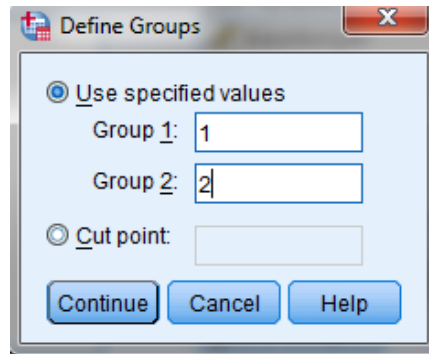 Define Groups
Use specified values
Group 1: 1
Group 2: 2
Cut point:
Continue Cancel Help